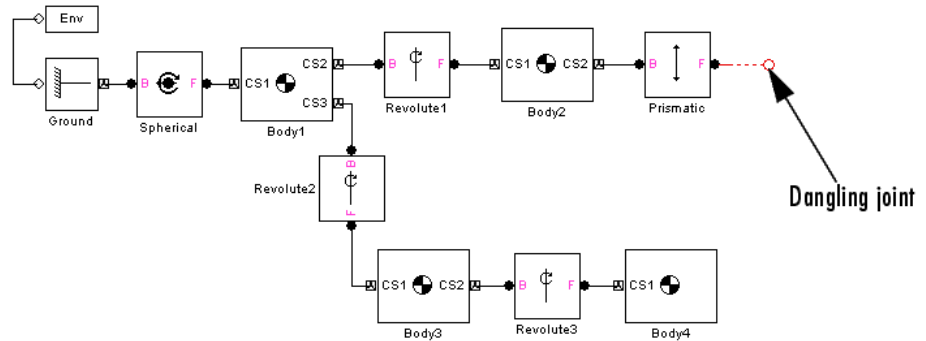 Env
CS2
B F
CS1 CS2
B F
B F
CS1
CS3
Ground
Spherical
Body1
Revolute1
Body2
Prismatic
B
Revolute2
F
Dangling joint
CS1 CS2
B F
CS1
Body3
Revolute3
Body4